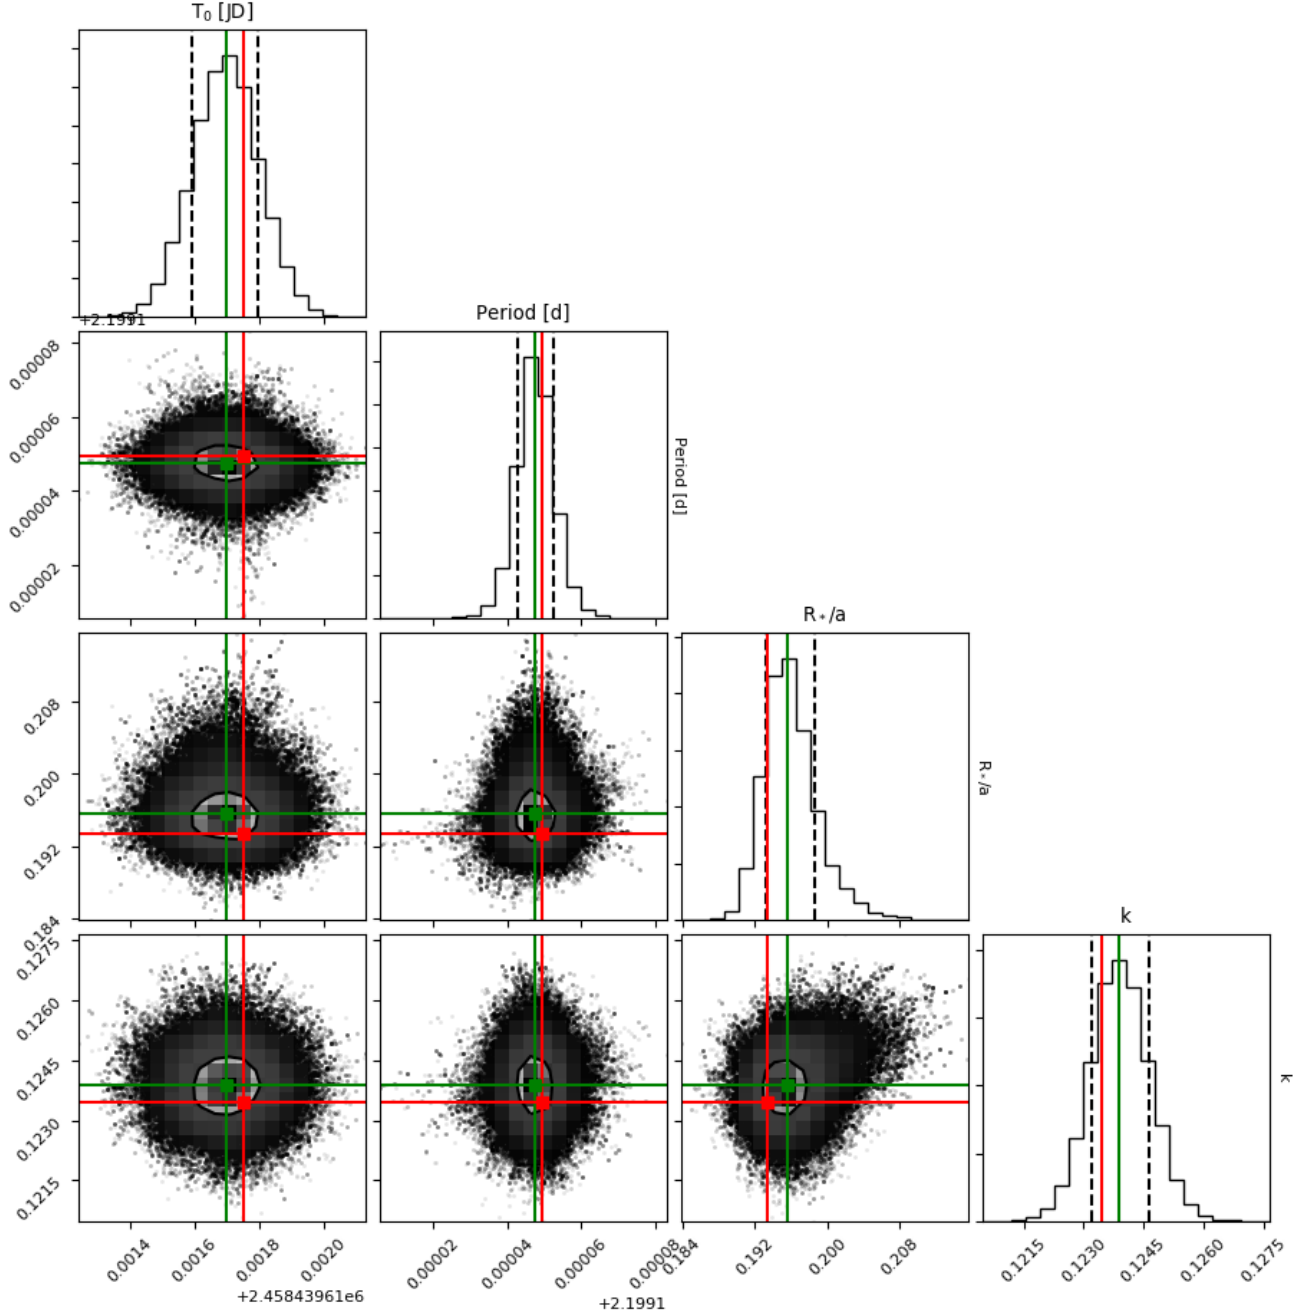 T₀ [JD]
+2.1991
Period [d]
0.00008
0.00006
0.00004
0.00002
Period [d]
R*/a
0.208
0.200
0.192
0.184
R*/a
k
0.1275
0.1260
0.1245
0.1230
0.1215
k
0.0014 0.0016 0.0018 0.0020
+2.45843961e6
0.00002 0.00004 0.00006 0.00008
+2.1991
0.184 0.192 0.200 0.208
0.1215 0.1230 0.1245 0.1260 0.1275